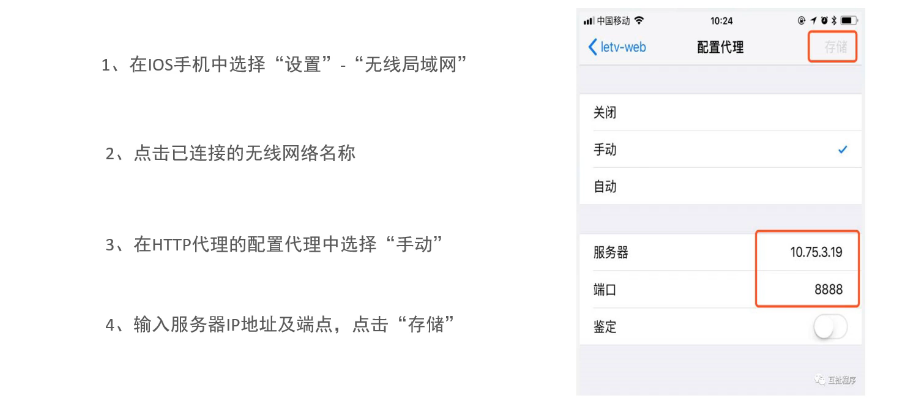 1、在IOS手机中选择“设置”-“无线局域网”
2、点击已连接的无线网络名称
3、在HTTP代理的配置代理中选择“手动”
4、输入服务器IP地址及端点，点击“存储”
中国移动 10:24
letv-web 配置代理 存储
关闭
手动
自动
服务器 10.75.3.19
端口 8888
鉴定